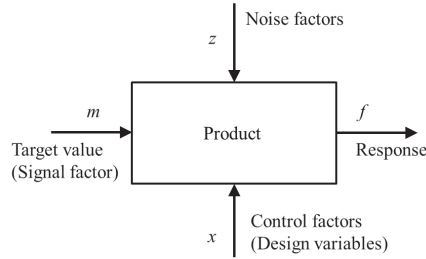 Noise factors
z
m
f
Product
Target value
(Signal factor)
Response
Control factors
x
(Design variables)